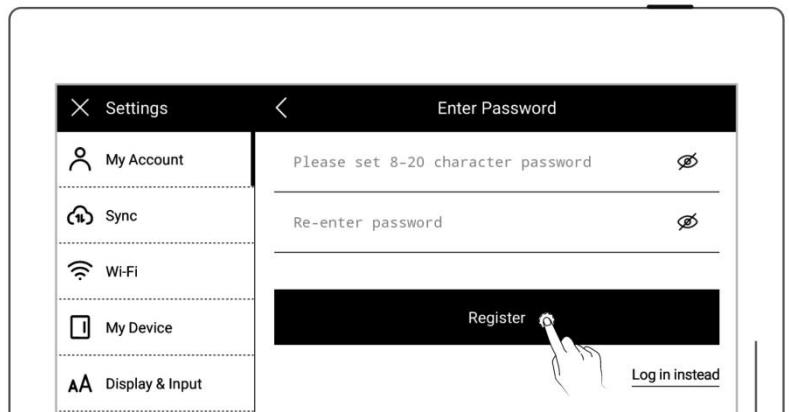 Settings
Enter Password
My Account
Sync
Wi-Fi
My Device
AA Display & Input
Please set 8-20 character password
Re-enter password
Register
Log in instead